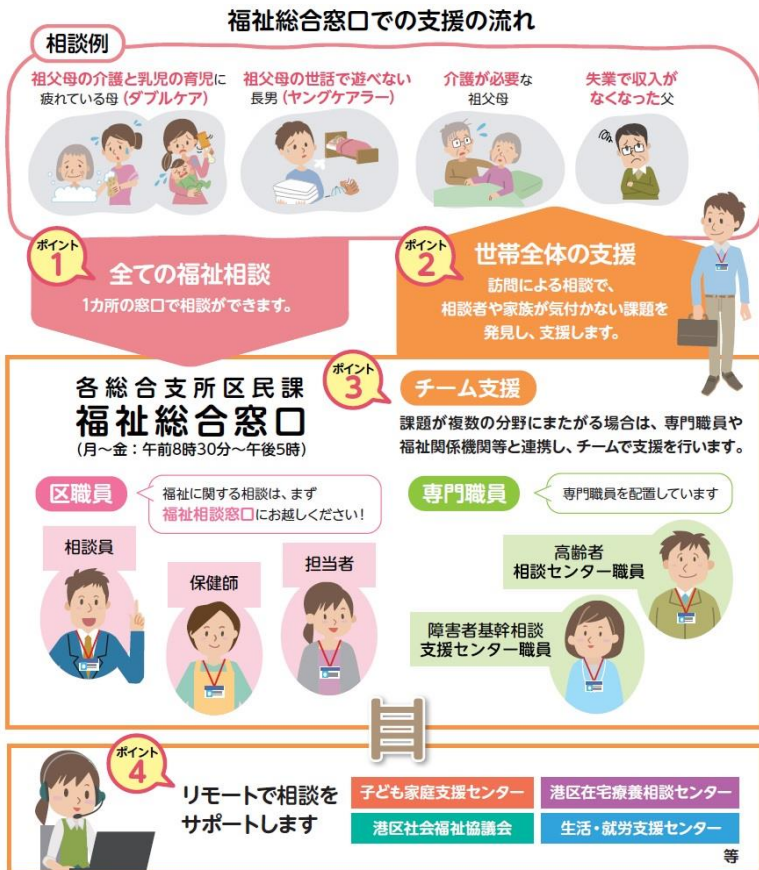 福祉総合窓口での支援の流れ
相談例
祖父母の介護と乳児の育児に
疲れている母(ダブルケア)
祖父母の世話で遊べない
長男(ヤングケアラー)
介護が必要な
祖父母
失業で収入が
なくなった父
ポイント
1
全ての福祉相談
1カ所の窓口で相談ができます。
ポイント
2
世帯全体の支援
訪問による相談で、
相談者や家族が気付かない課題を
発見し、支援します。
各総合支所区民課
福祉総合窓口
(月～金:午前8時30分～午後5時)
ポイント
3
チーム支援
課題が複数の分野にまたがる場合は、専門職員や
福祉関係機関等と連携し、チームで支援を行います。
区職員
福祉に関する相談は、まず
福祉相談窓口にお越しください!
相談員
保健師
担当者
専門職員
専門職員を配置しています
高齢者
相談センター職員
障害者基幹相談
支援センター職員
ポイント
4
リモートで相談を
サポートします
子ども家庭支援センター
港区在宅療養相談センター
港区社会福祉協議会
生活・就労支援センター
等